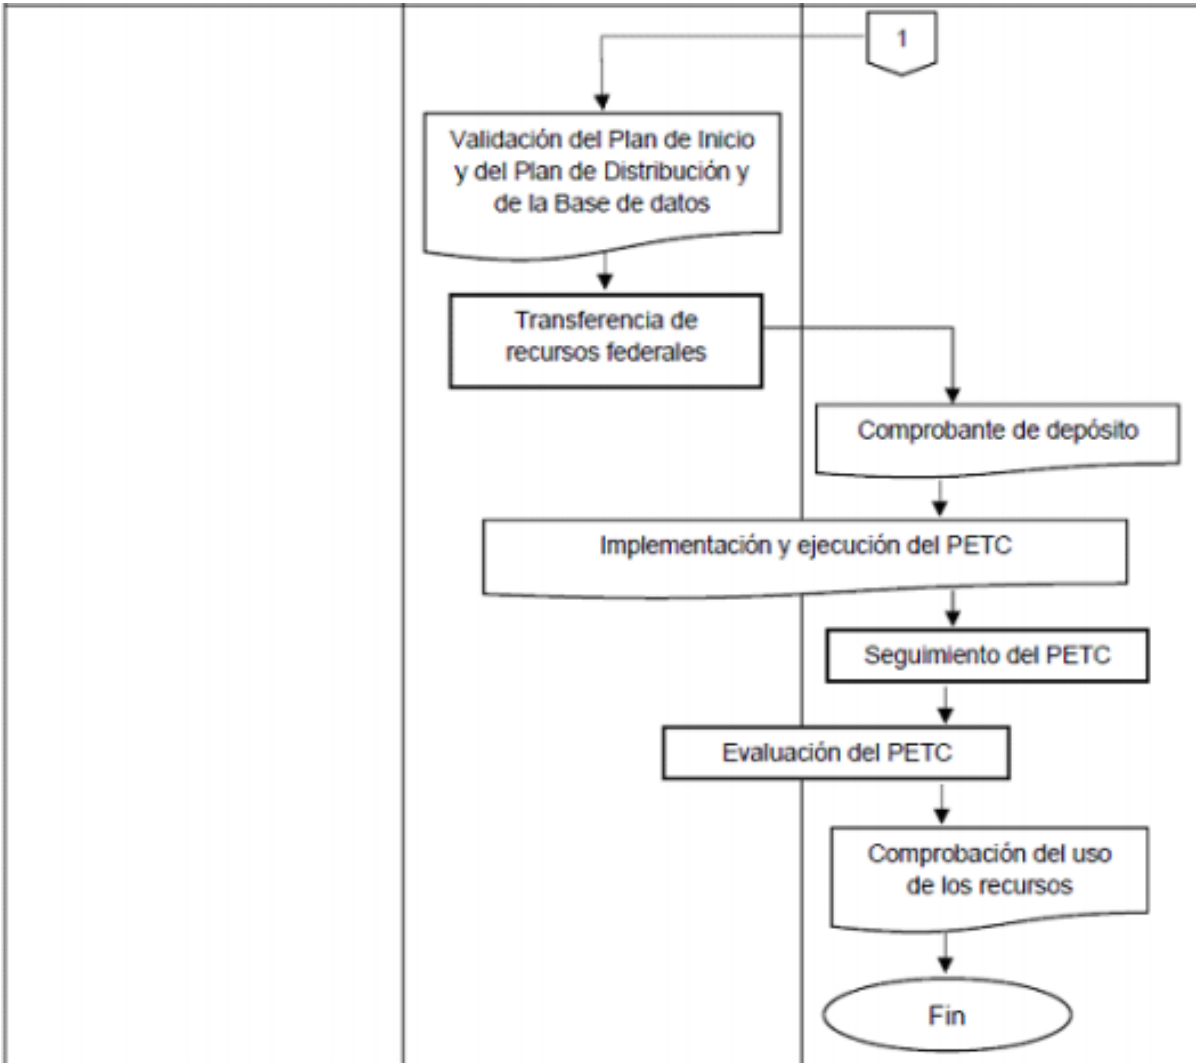 1
Validación del Plan de Inicio
y del Plan de Distribución y
de la Base de datos
Transferencia de
recursos federales
Comprobante de depósito
Implementación y ejecución del PETC
Seguimiento del PETC
Evaluación del PETC
Comprobación del uso
de los recursos
Fin